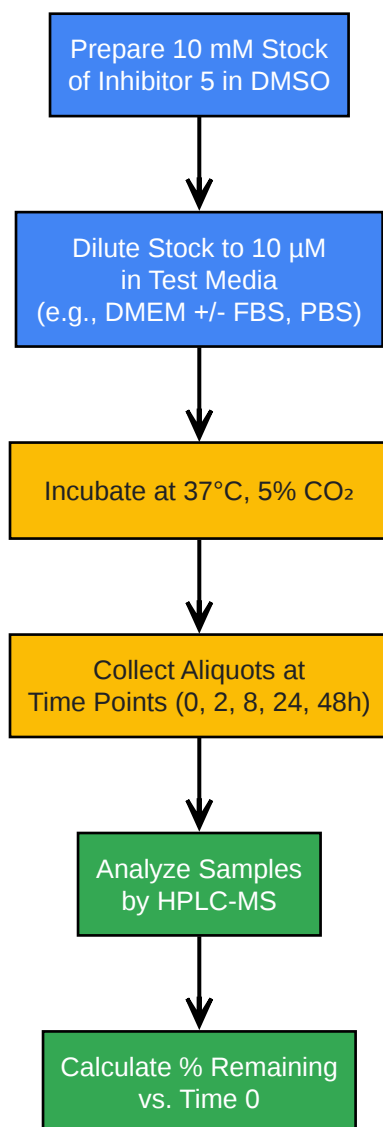 Prepare 10 mM Stock
of Inhibitor 5 in DMSO
Dilute Stock to 10 µM
in Test Media
(e.g., DMEM +/- FBS, PBS)
Incubate at 37°C, 5% CO₂
Collect Aliquots at
Time Points (0, 2, 8, 24, 48h)
Analyze Samples
by HPLC-MS
Calculate % Remaining
vs. Time 0